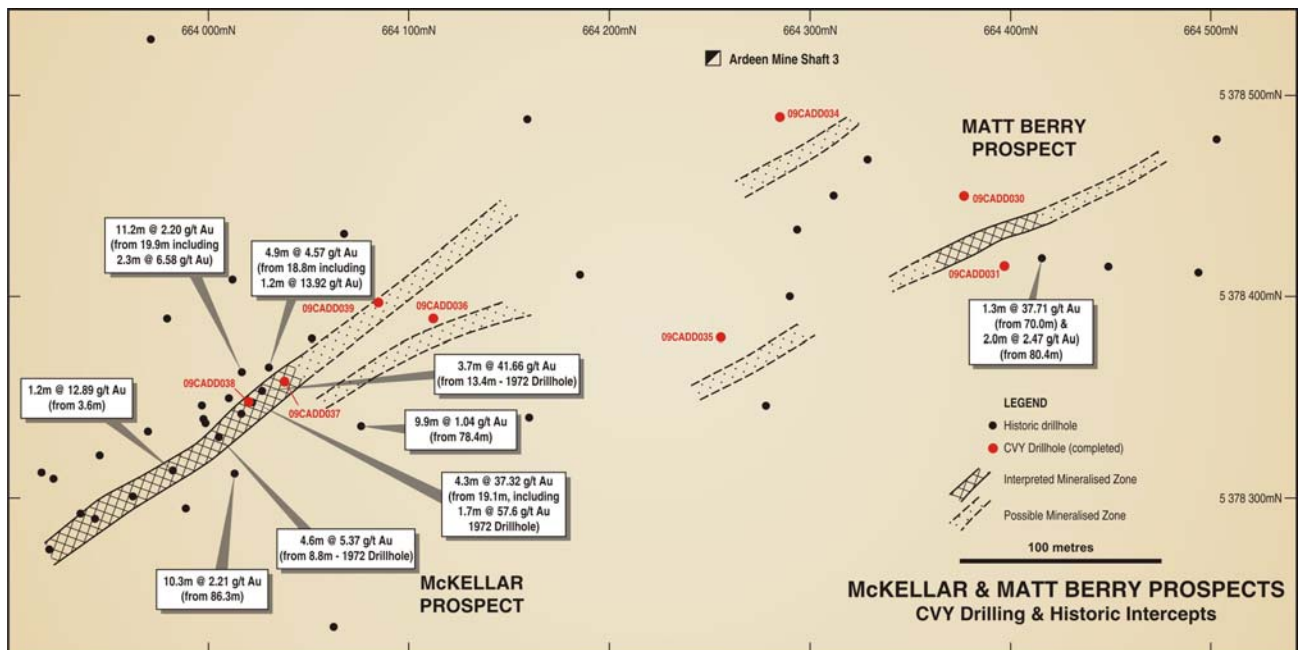 664 000mN
664 100mN
664 200mN
664 300mN
664 400mN
664 500mN
Ardeen Mine Shaft 3
5 378 500mN
09CADD034
MATT BERRY
PROSPECT
09CADD030
11.2m @ 2.20 g/t Au
(from 19.9m including
2.3m @ 6.58 g/t Au)
4.9m @ 4.57 g/t Au
(from 18.8m including
1.2m @ 13.92 g/t Au)
09CADD031
09CADD039
09CADD036
5 378 400mN
1.3m @ 37.71 g/t Au
(from 70.0m) &
2.0m @ 2.47 g/t Au)
(from 80.4m)
09CADD035
3.7m @ 41.66 g/t Au
(from 13.4m - 1972 Drillhole)
09CADD038
09CADD037
1.2m @ 12.89 g/t Au
(from 3.6m)
9.9m @ 1.04 g/t Au
(from 78.4m)
LEGEND
Historic drillhole
CVY Drillhole (completed)
Interpreted Mineralised Zone
Possible Mineralised Zone
5 378 300mN
4.3m @ 37.32 g/t Au
(from 19.1m, including
1.7m @ 57.6 g/t Au
1972 Drillhole)
4.6m @ 5.37 g/t Au
(from 8.8m - 1972 Drillhole)
10.3m @ 2.21 g/t Au
(from 86.3m)
McKELLAR
PROSPECT
100 metres
McKELLAR & MATT BERRY PROSPECTS
CVY Drilling & Historic Intercepts